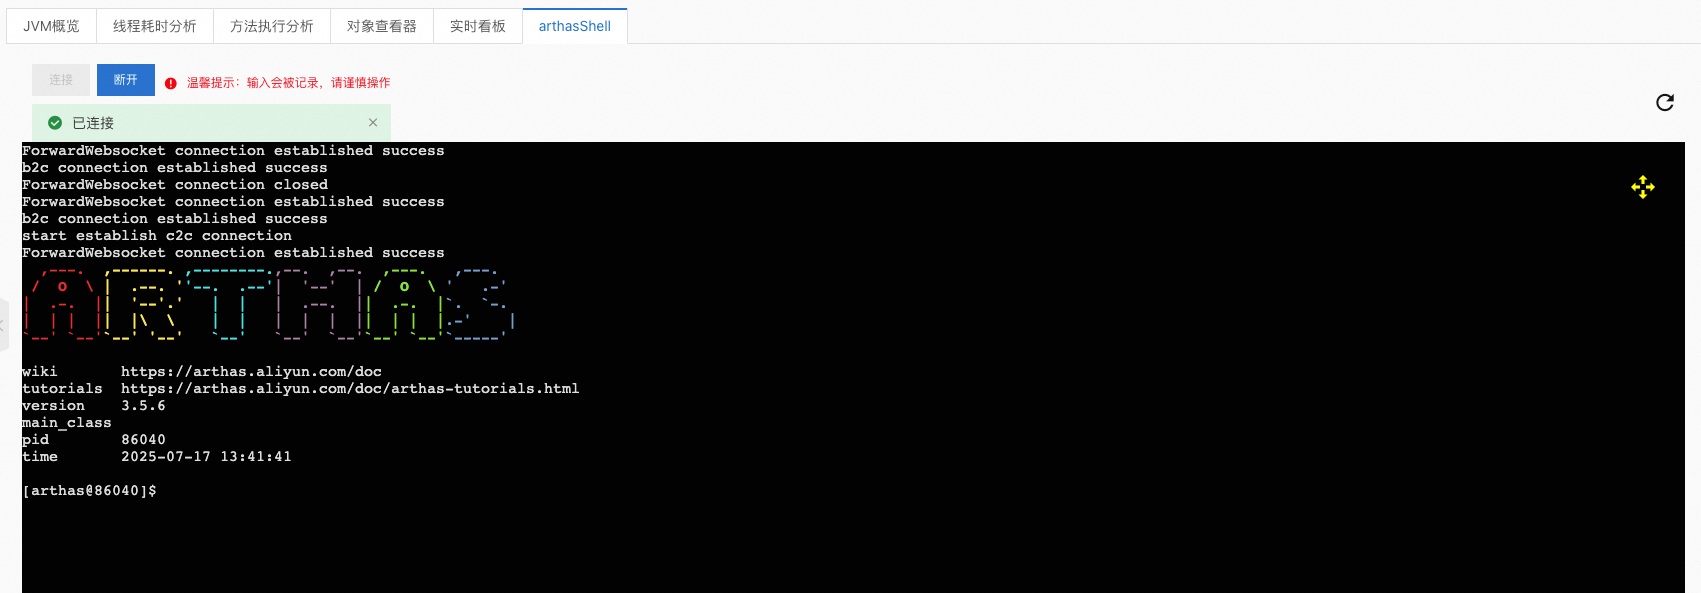 JVM概览 线程耗时分析 方法执行分析 对象查看器 实时看板 arthasShell
连接 断开 温馨提示：输入会被记录，请谨慎操作
已连接
ForwardWebsocket connection established success
b2c connection established success
ForwardWebsocket connection closed
ForwardWebsocket connection established success
b2c connection established success
start establish c2c connection
ForwardWebsocket connection established success
ARTHAS
wiki https://arthas.aliyun.com/doc
tutorials https://arthas.aliyun.com/doc/arthas-tutorials.html
version 3.5.6
main_class
pid 86040
time 2025-07-17 13:41:41
[arthas@86040]$